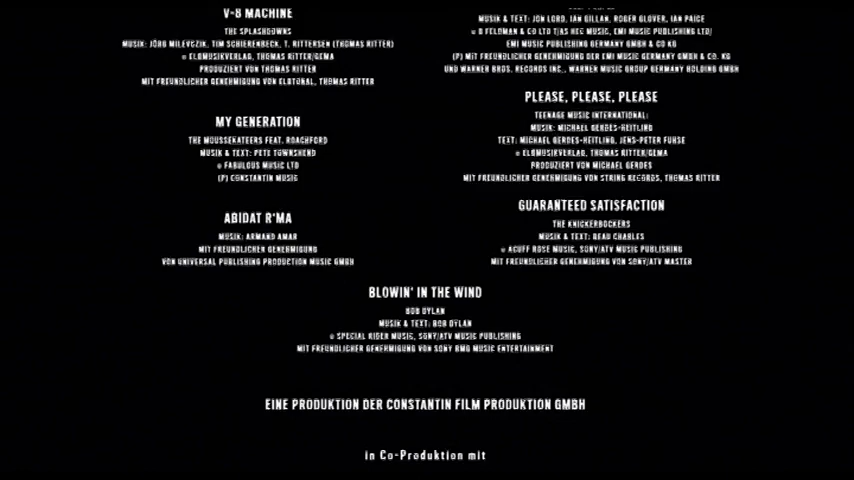 V-8 MACHINE
THE SPLASHDOWNS
MUSIK: JÖRG MILEVCZIK, TIM SCHIERENBECK, T. RITTERSEN (THOMAS RITTER)
© ELBMUSIKVERLAG, THOMAS RITTER/GEMA
PRODUZIERT VON THOMAS RITTER
MIT FREUNDLICHER GENEHMIGUNG VON ELBTONAL, THOMAS RITTER
MY GENERATION
THE MOUSSEKATEERS FEAT. ROACHFORD
MUSIK & TEXT: PETE TOWNSHEND
© FABULOUS MUSIC LTD
(P) CONSTANTIN MUSIC
ABIDAT R'MA
MUSIK: ARMAND AMAR
MIT FREUNDLICHER GENEHMIGUNG
VON UNIVERSAL PUBLISHING PRODUCTION MUSIC GMBH
MUSIK & TEXT: JON LORD, IAN GILLAN, ROGER GLOVER, IAN PAICE
© B FELDMAN & CO LTD T/AS HEC MUSIC, EMI MUSIC PUBLISHING LTD/
EMI MUSIC PUBLISHING GERMANY GMBH & CO KG
(P) MIT FREUNDLICHER GENEHMIGUNG DER EMI MUSIC GERMANY GMBH & CO. KG
UND WARNER BROS. RECORDS INC., WARNER MUSIC GROUP GERMANY HOLDING GMBH
PLEASE, PLEASE, PLEASE
TEENAGE MUSIC INTERNATIONAL:
MUSIK: MICHAEL GERDES-HEITLING
TEXT: MICHAEL GERDES-HEITLING, JENS-PETER FUHSE
© ELBMUSIKVERLAG, THOMAS RITTER/GEMA
PRODUZIERT VON MICHAEL GERDES
MIT FREUNDLICHER GENEHMIGUNG VON STRING RECORDS, THOMAS RITTER
GUARANTEED SATISFACTION
THE KNICKERBOCKERS
MUSIK & TEXT: BEAU CHARLES
© ACUFF ROSE MUSIC, SONY/ATV MUSIC PUBLISHING
MIT FREUNDLICHER GENEHMIGUNG VON SONY/ATV MASTER
BLOWIN' IN THE WIND
BOB DYLAN
MUSIK & TEXT: BOB DYLAN
© SPECIAL RIDER MUSIC, SONY/ATV MUSIC PUBLISHING
MIT FREUNDLICHER GENEHMIGUNG VON SONY BMG MUSIC ENTERTAINMENT
EINE PRODUKTION DER CONSTANTIN FILM PRODUKTION GMBH
in Co-Produktion mit